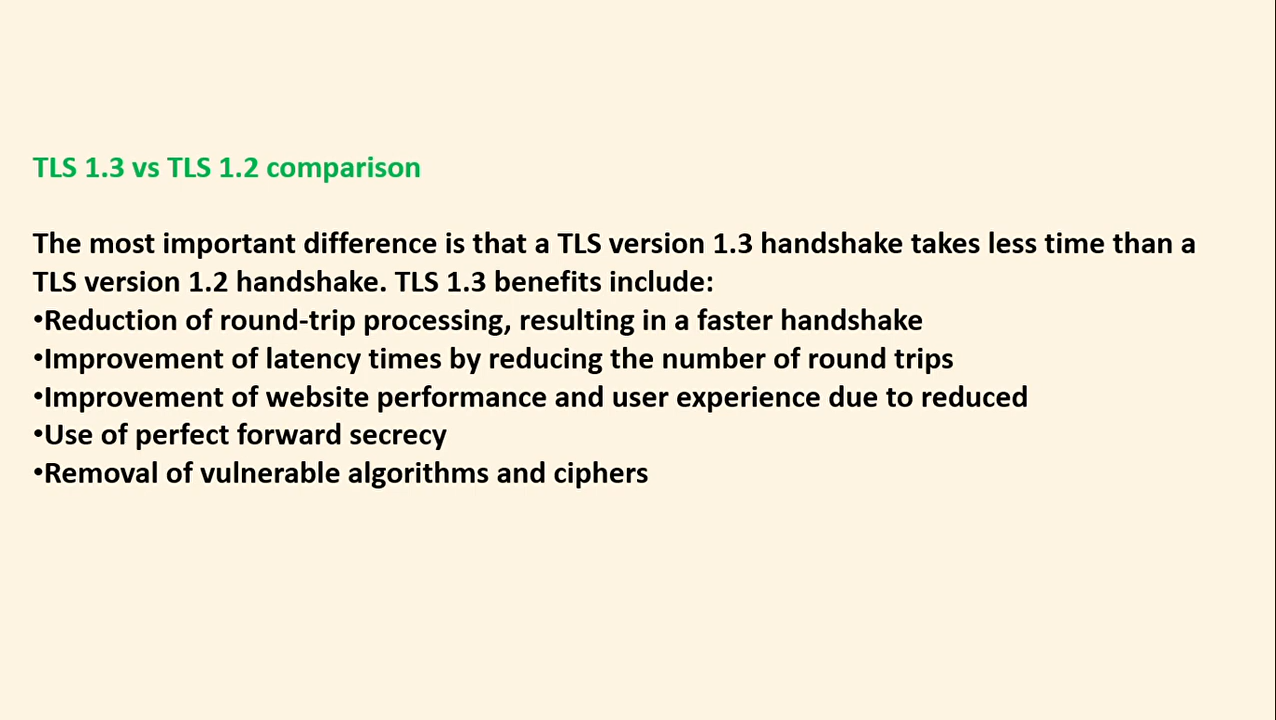 TLS 1.3 vs TLS 1.2 comparison
The most important difference is that a TLS version 1.3 handshake takes less time than a
TLS version 1.2 handshake. TLS 1.3 benefits include:
•Reduction of round-trip processing, resulting in a faster handshake
•Improvement of latency times by reducing the number of round trips
•Improvement of website performance and user experience due to reduced
•Use of perfect forward secrecy
•Removal of vulnerable algorithms and ciphers